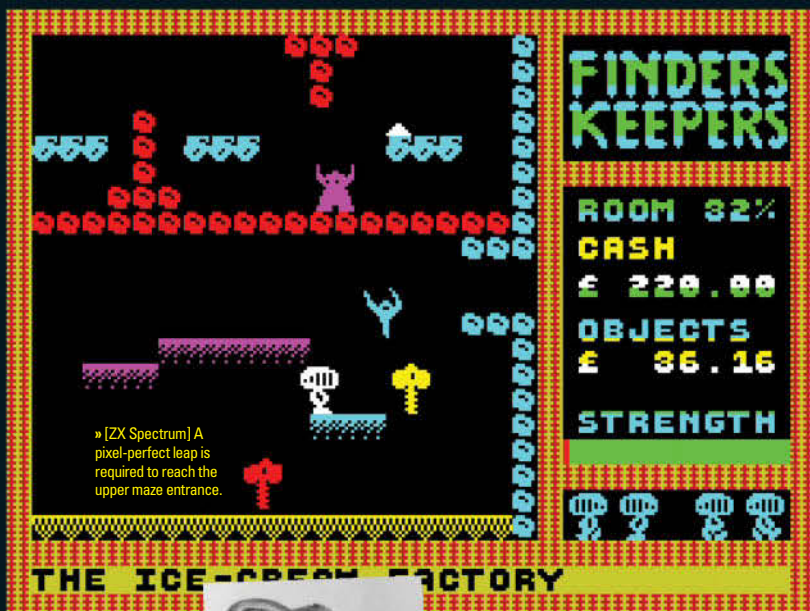 FINDERS
KEEPERS
ROOM 32%
CASH
£ 220.00
OBJECTS
£ 36.16
STRENGTH
» [ZX Spectrum] A
pixel-perfect leap is
required to reach the
upper maze entrance.
THE ICE-CREAM FACTORY